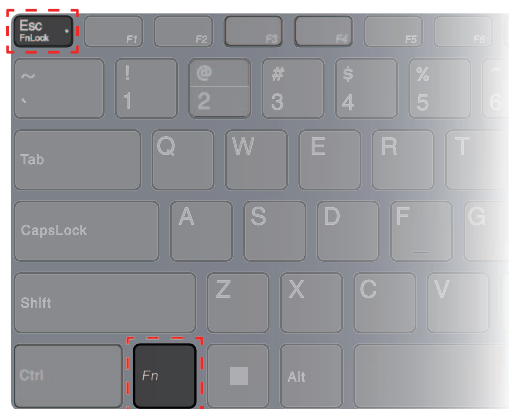 Esc
FnLock
F1
F2
F3
F4
F5
F6
~
`
!
1
@
2
#
3
$
4
%
5
^
6
Tab
Q
W
E
R
T
CapsLock
A
S
D
F
G
Shift
Z
X
C
V
Ctrl
Fn
Alt